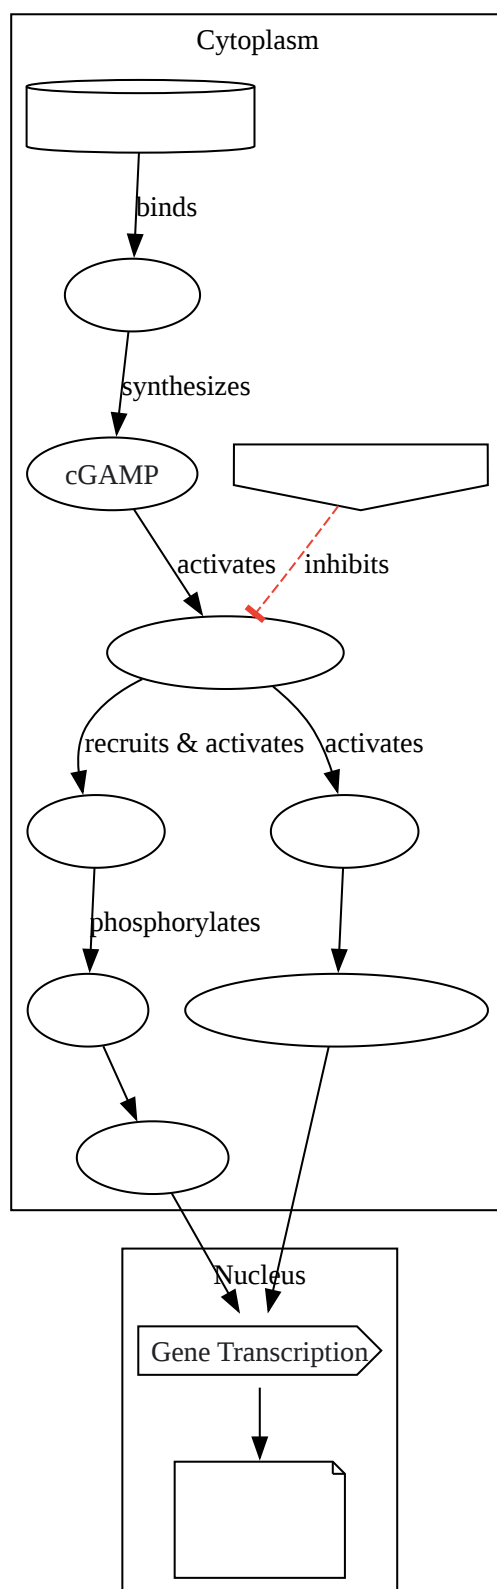 Cytoplasm
binds
synthesizes
cGAMP
activates
inhibits
recruits & activates
activates
phosphorylates
Nucleus
Gene Transcription